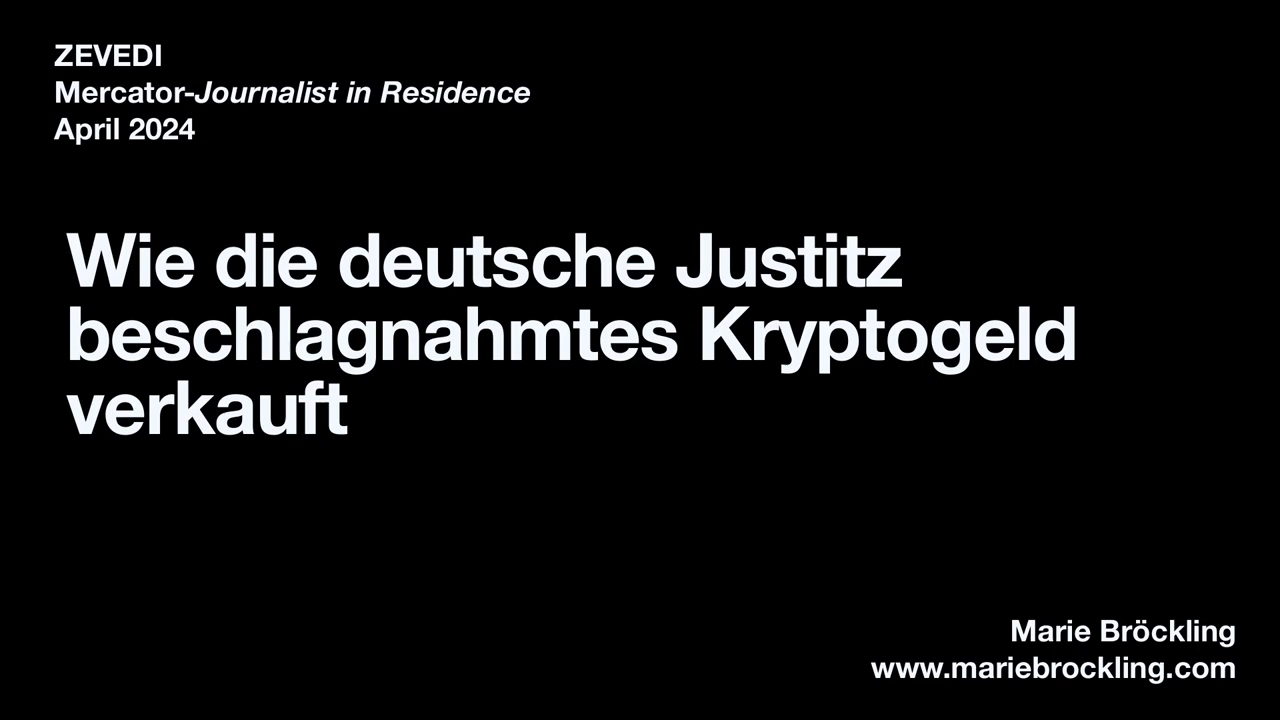 ZEVEDI
Mercator-Journalist in Residence
April 2024
Wie die deutsche Justitz
beschlagnahmtes Kryptogeld
verkauft
Marie Bröckling
www.mariebrockling.com